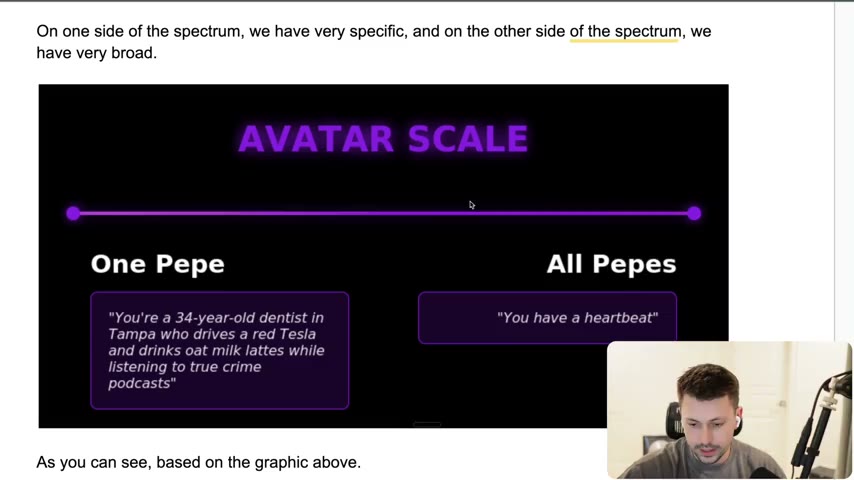 On one side of the spectrum, we have very specific, and on the other side of the spectrum, we
have very broad.
AVATAR SCALE
One Pepe
"You're a 34-year-old dentist in
Tampa who drives a red Tesla
and drinks oat milk lattes while
listening to true crime
podcasts"
All Pepes
"You have a heartbeat"
As you can see, based on the graphic above.